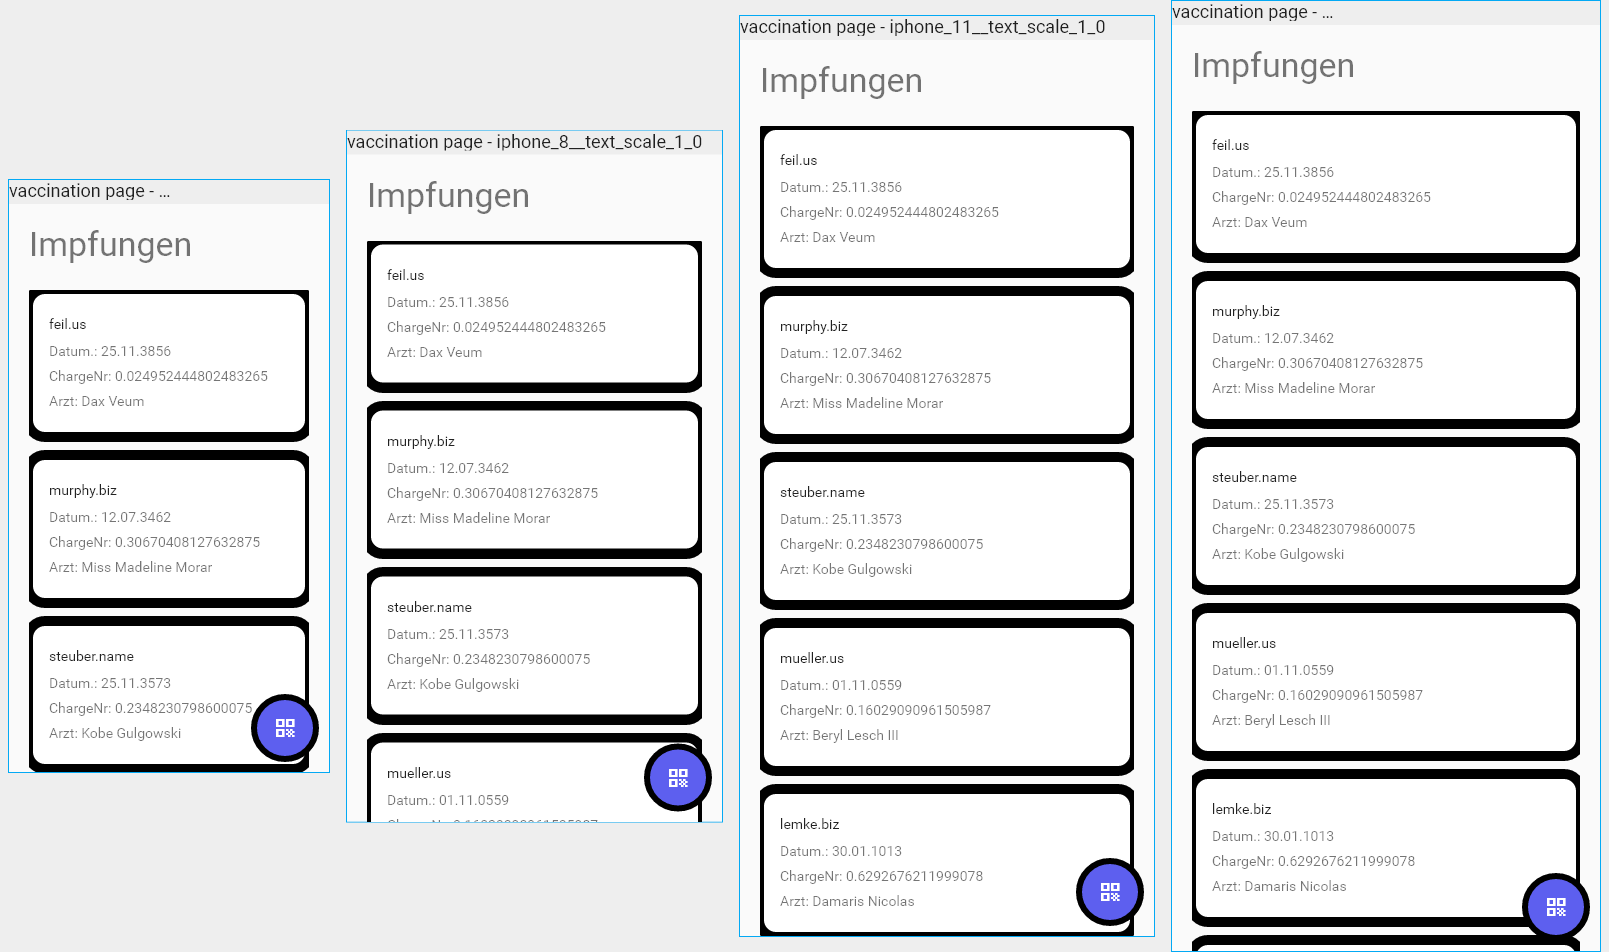 vaccination page - ...
Impfungen
feil.us
Datum.: 25.11.3856
ChargeNr: 0.024952444802483265
Arzt: Dax Veum
murphy.biz
Datum.: 12.07.3462
ChargeNr: 0.30670408127632875
Arzt: Miss Madeline Morar
steuber.name
Datum.: 25.11.3573
ChargeNr: 0.2348230798600075
Arzt: Kobe Gulgowski
vaccination page - iphone_8__text_scale_1_0
Impfungen
feil.us
Datum.: 25.11.3856
ChargeNr: 0.024952444802483265
Arzt: Dax Veum
murphy.biz
Datum.: 12.07.3462
ChargeNr: 0.30670408127632875
Arzt: Miss Madeline Morar
steuber.name
Datum.: 25.11.3573
ChargeNr: 0.2348230798600075
Arzt: Kobe Gulgowski
mueller.us
Datum.: 01.11.0559
vaccination page - iphone_11__text_scale_1_0
Impfungen
feil.us
Datum.: 25.11.3856
ChargeNr: 0.024952444802483265
Arzt: Dax Veum
murphy.biz
Datum.: 12.07.3462
ChargeNr: 0.30670408127632875
Arzt: Miss Madeline Morar
steuber.name
Datum.: 25.11.3573
ChargeNr: 0.2348230798600075
Arzt: Kobe Gulgowski
mueller.us
Datum.: 01.11.0559
ChargeNr: 0.16029090961505987
Arzt: Beryl Lesch III
lemke.biz
Datum.: 30.01.1013
ChargeNr: 0.6292676211999078
Arzt: Damaris Nicolas
vaccination page - ...
Impfungen
feil.us
Datum.: 25.11.3856
ChargeNr: 0.024952444802483265
Arzt: Dax Veum
murphy.biz
Datum.: 12.07.3462
ChargeNr: 0.30670408127632875
Arzt: Miss Madeline Morar
steuber.name
Datum.: 25.11.3573
ChargeNr: 0.2348230798600075
Arzt: Kobe Gulgowski
mueller.us
Datum.: 01.11.0559
ChargeNr: 0.16029090961505987
Arzt: Beryl Lesch III
lemke.biz
Datum.: 30.01.1013
ChargeNr: 0.6292676211999078
Arzt: Damaris Nicolas